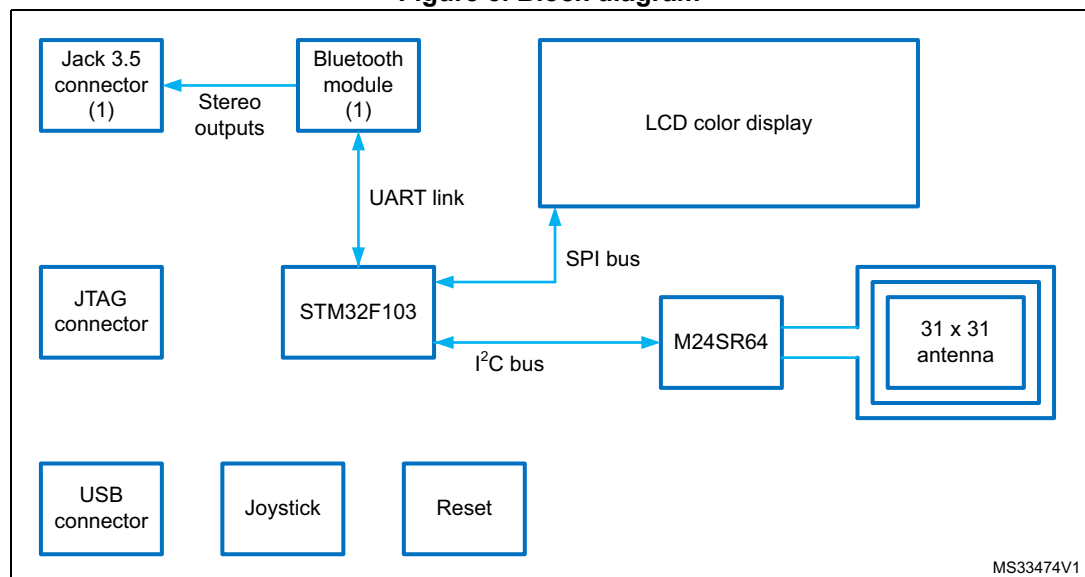 Jack 3.5
connector
(1)
Stereo
outputs
Bluetooth
module
(1)
LCD color display
UART link
SPI bus
JTAG
connector
STM32F103
I²C bus
M24SR64
31 x 31
antenna
USB
connector
Joystick
Reset
MS33474V1